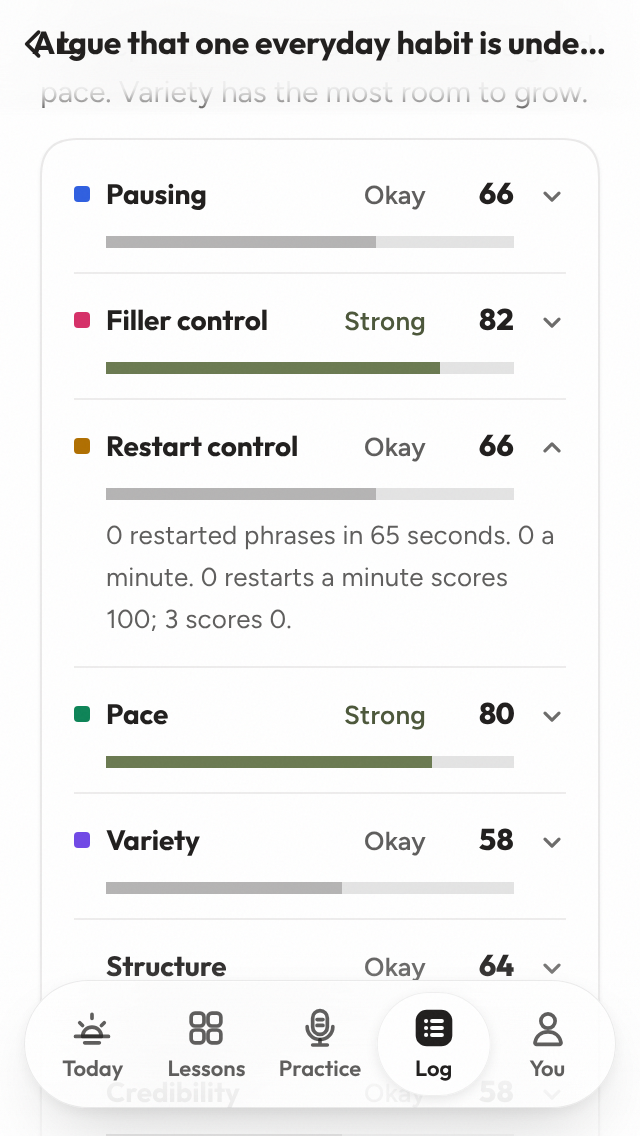 Argue that one everyday habit is unde...
pace. Variety has the most room to grow.
Pausing Okay 66
Filler control Strong 82
Restart control Okay 66
0 restarted phrases in 65 seconds. 0 a
minute. 0 restarts a minute scores
100; 3 scores 0.
Pace Strong 80
Variety Okay 58
Structure Okay 64
Today Lessons Practice Log You
Credibility Okay 58